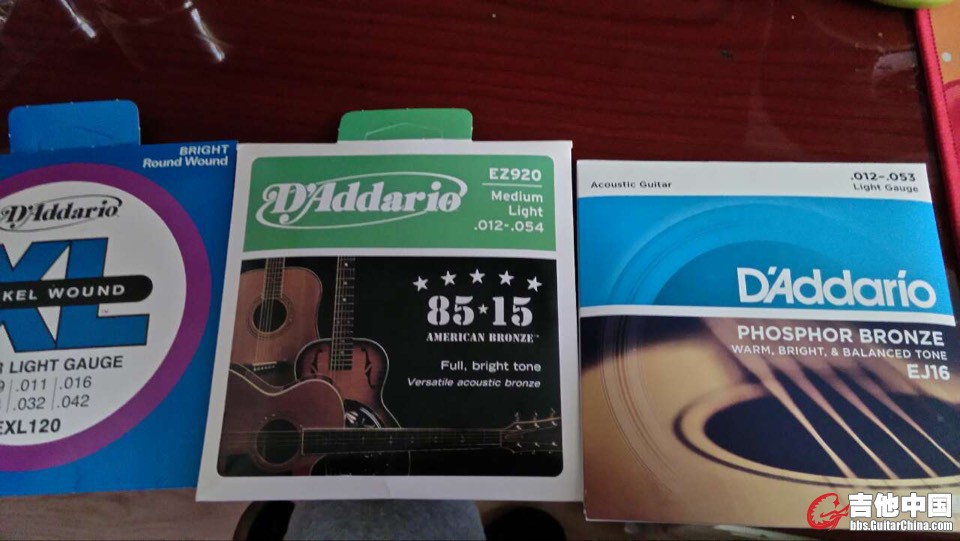 BRIGHT
Round Wound
D'Addario
XL
KEL WOUND
LIGHT GAUGE
.011 .016
.032 .042
EXL120
EZ920
D'Addario
Medium
Light
.012-.054
85★15
AMERICAN BRONZE™
Full, bright tone
Versatile acoustic bronze
Acoustic Guitar
.012-.053
Light Gauge
D'Addario
PHOSPHOR BRONZE
WARM, BRIGHT, & BALANCED TONE
EJ16
吉他中国
bbs.GuitarChina.com